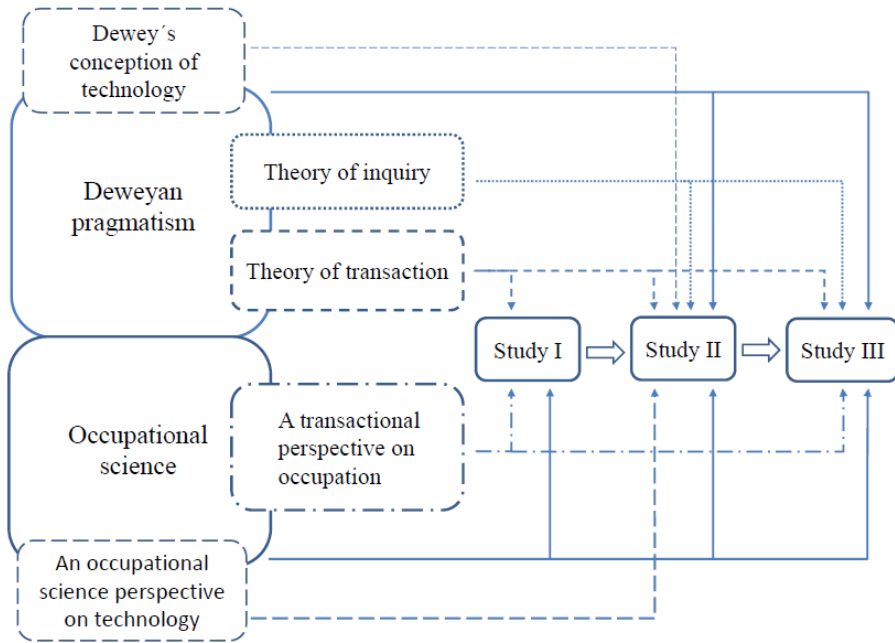 Dewey´s
conception of
technology
Deweyan
pragmatism
Theory of inquiry
Theory of transaction
Study I
Study II
Study III
Occupational
science
A transactional
perspective on
occupation
An occupational
science perspective
on technology